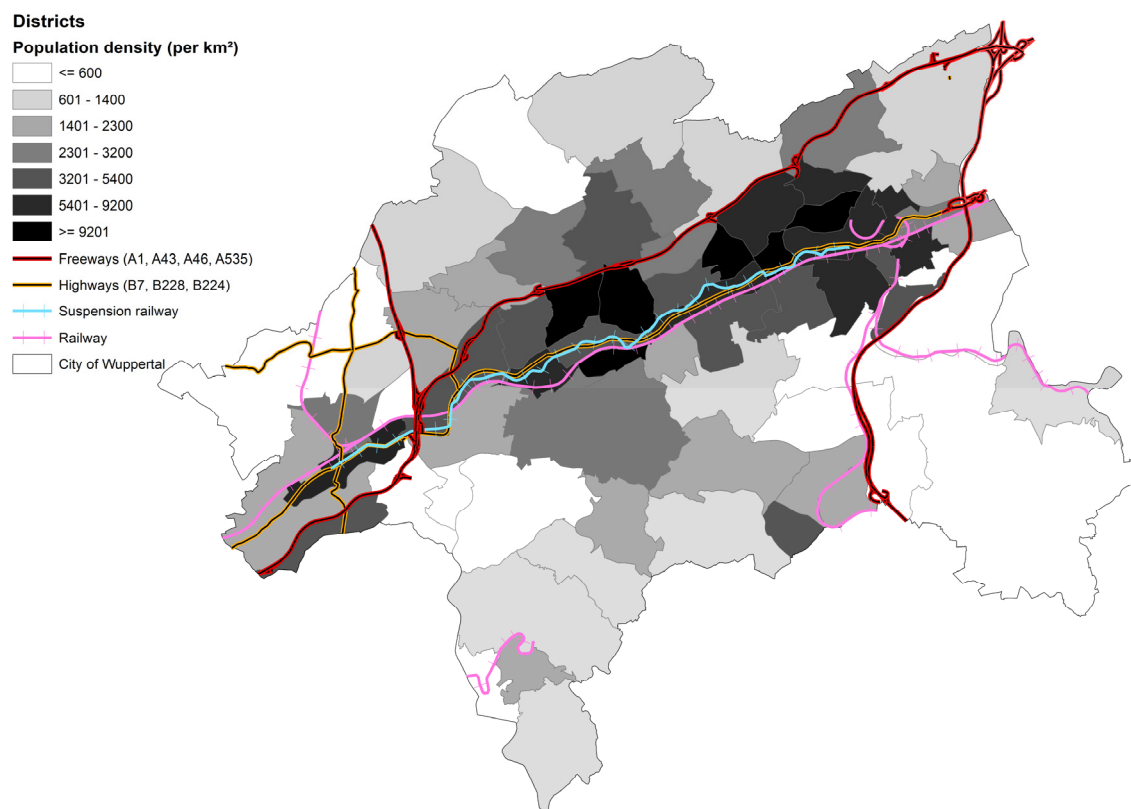 Districts
Population density (per km²)
<= 600
601 - 1400
1401 - 2300
2301 - 3200
3201 - 5400
5401 - 9200
>= 9201
Freeways (A1, A43, A46, A535)
Highways (B7, B228, B224)
Suspension railway
Railway
City of Wuppertal